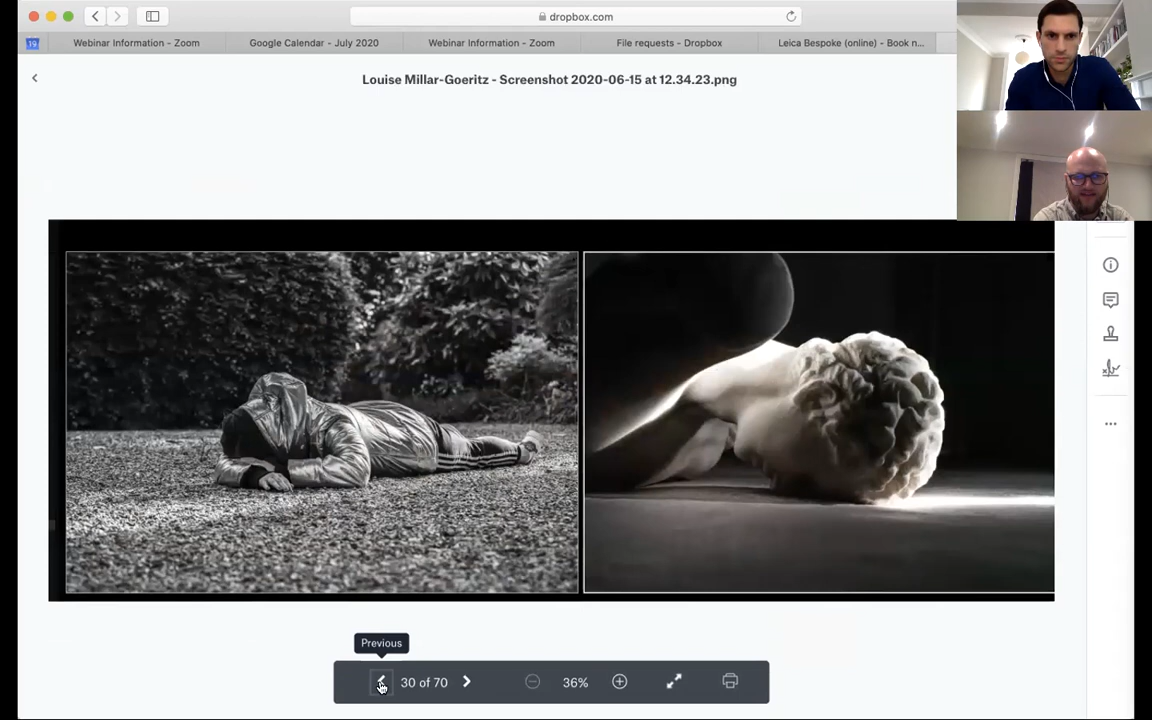 dropbox.com
19
Webinar Information - Zoom
Google Calendar - July 2020
Webinar Information - Zoom
File requests - Dropbox
Leica Bespoke (online) - Book n...
Louise Millar-Goeritz - Screenshot 2020-06-15 at 12.34.23.png
Previous
30 of 70
36%